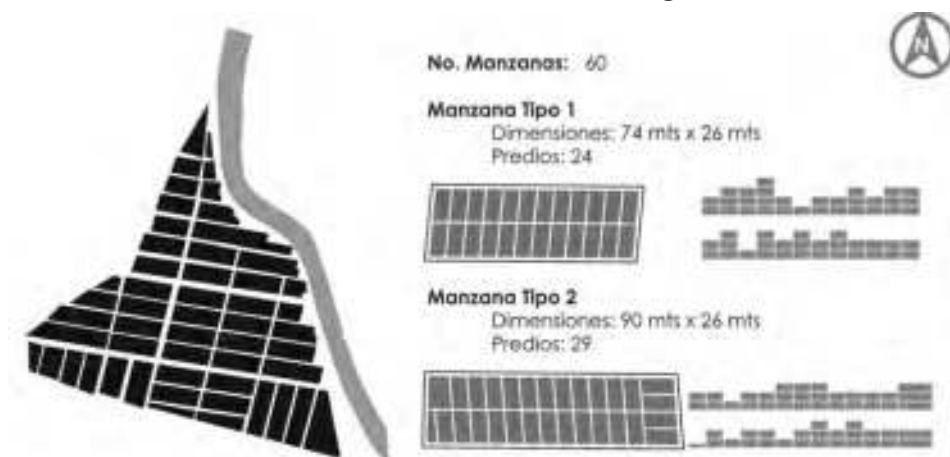 N
No. Manzanas: 60
Manzana Tipo 1
Dimensiones: 74 mts x 26 mts
Predios: 24
Manzana Tipo 2
Dimensiones: 90 mts x 26 mts
Predios: 29